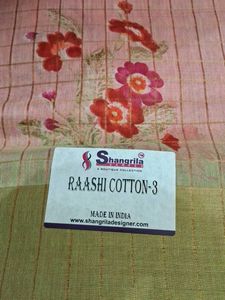 Shangrila
A BOUTIQUE COLLECTION
RAASHI COTTON-3
MADE IN INDIA
www.shangriladesigner.com